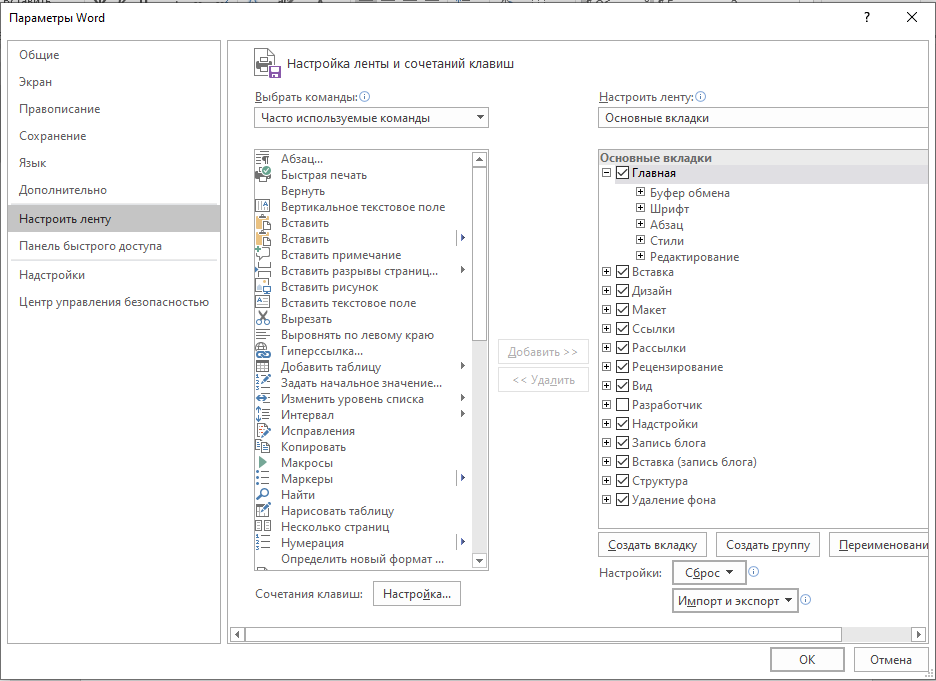 Параметры Word
?
Общие
Экран
Правописание
Сохранение
Язык
Дополнительно
Настроить ленту
Панель быстрого доступа
Надстройки
Центр управления безопасностью
Настройка ленты и сочетаний клавиш
Выбрать команды:
Часто используемые команды
Абзац...
Быстрая печать
Вернуть
Вертикальное текстовое поле
Вставить
Вставить
Вставить примечание
Вставить разрывы страниц...
Вставить рисунок
Вставить текстовое поле
Вырезать
Выровнять по левому краю
Гиперссылка...
Добавить таблицу
Задать начальное значение...
Изменить уровень списка
Интервал
Исправления
Копировать
Макросы
Маркеры
Найти
Нарисовать таблицу
Несколько страниц
Нумерация
Определить новый формат ...
Сочетания клавиш:
Настройка...
Добавить >>
<< Удалить
Настроить ленту:
Основные вкладки
Основные вкладки
Главная
Буфер обмена
Шрифт
Абзац
Стили
Редактирование
Вставка
Дизайн
Макет
Ссылки
Рассылки
Рецензирование
Вид
Разработчик
Надстройки
Запись блога
Вставка (запись блога)
Структура
Удаление фона
Создать вкладку
Создать группу
Переименовани
Настройки:
Сброс
Импорт и экспорт
ОК
Отмена